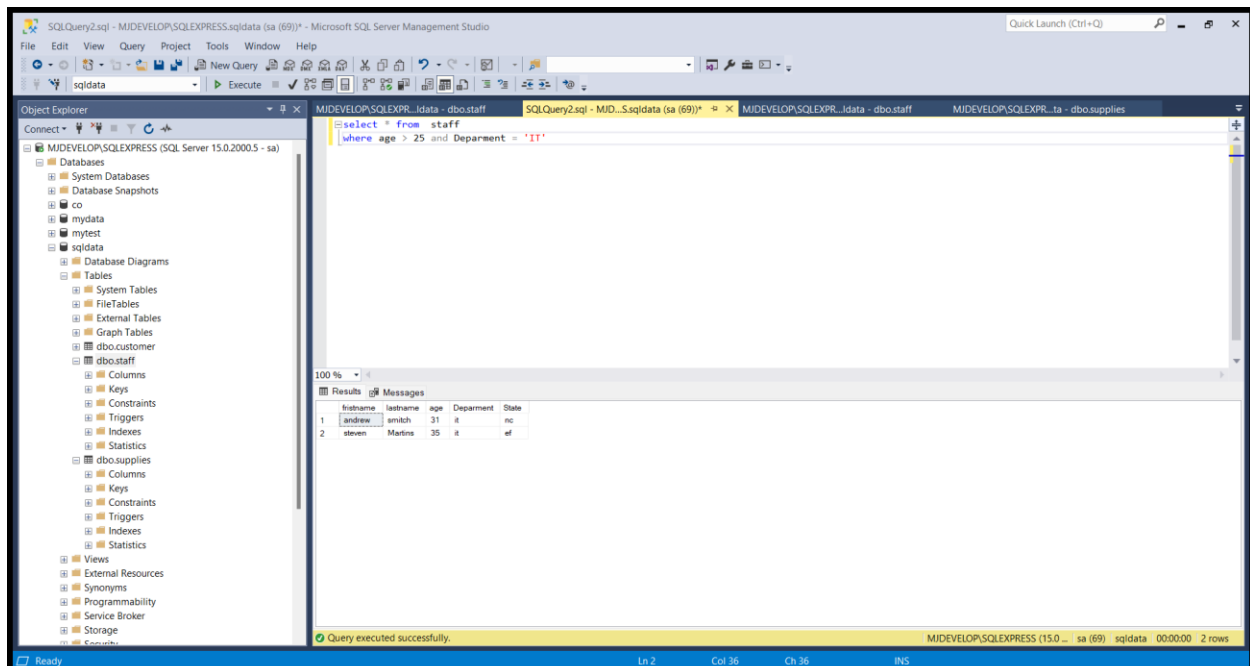 SQLQuery2.sql - MJDEVELOP\SQLEXPRESS.sqldata (sa (69))* - Microsoft SQL Server Management Studio
Quick Launch (Ctrl+Q)
File Edit View Query Project Tools Window Help
New Query
sqldata
Execute
Object Explorer
MJDEVELOP\SQLEXPR...ldata - dbo.staff
SQLQuery2.sql - MJD...S.sqldata (sa (69))*
MJDEVELOP\SQLEXPR...ldata - dbo.staff
MJDEVELOP\SQLEXPR...ta - dbo.supplies
Connect
MJDEVELOP\SQLEXPRESS (SQL Server 15.0.2000.5 - sa)
Databases
System Databases
Database Snapshots
co
mydata
mytest
sqldata
Database Diagrams
Tables
System Tables
FileTables
External Tables
Graph Tables
dbo.customer
dbo.staff
Columns
Keys
Constraints
Triggers
Indexes
Statistics
dbo.supplies
Columns
Keys
Constraints
Triggers
Indexes
Statistics
Views
External Resources
Synonyms
Programmability
Service Broker
Storage
Security
select * from staff
where age > 25 and Deparment = 'IT'
100 %
Results Messages
fristname lastname age Deparment State
1 andrew smitch 31 it nc
2 steven Martins 35 it ef
Query executed successfully.
MJDEVELOP\SQLEXPRESS (15.0 ... sa (69) sqldata 00:00:00 2 rows
Ready Ln 2 Col 36 Ch 36 INS